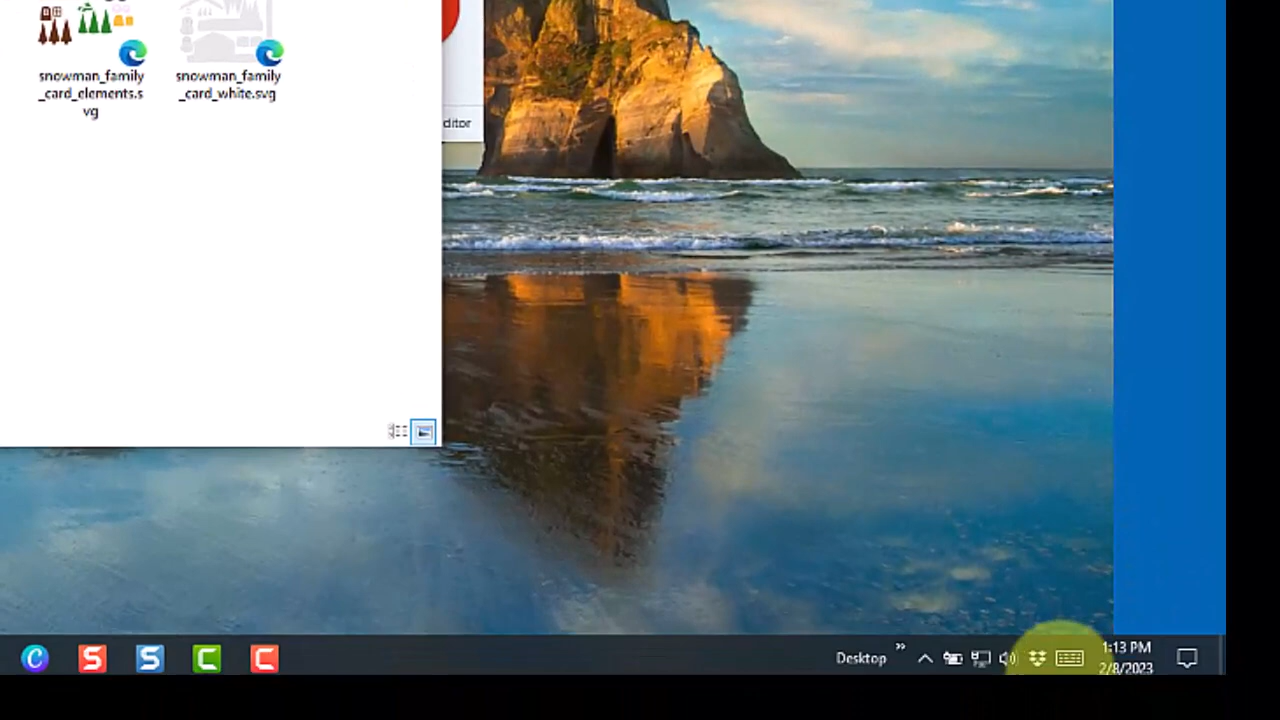 snowman_family
_card_elements.s
vg
snowman_family
_card_white.svg
ditor
Desktop
1:13 PM
2/8/2023